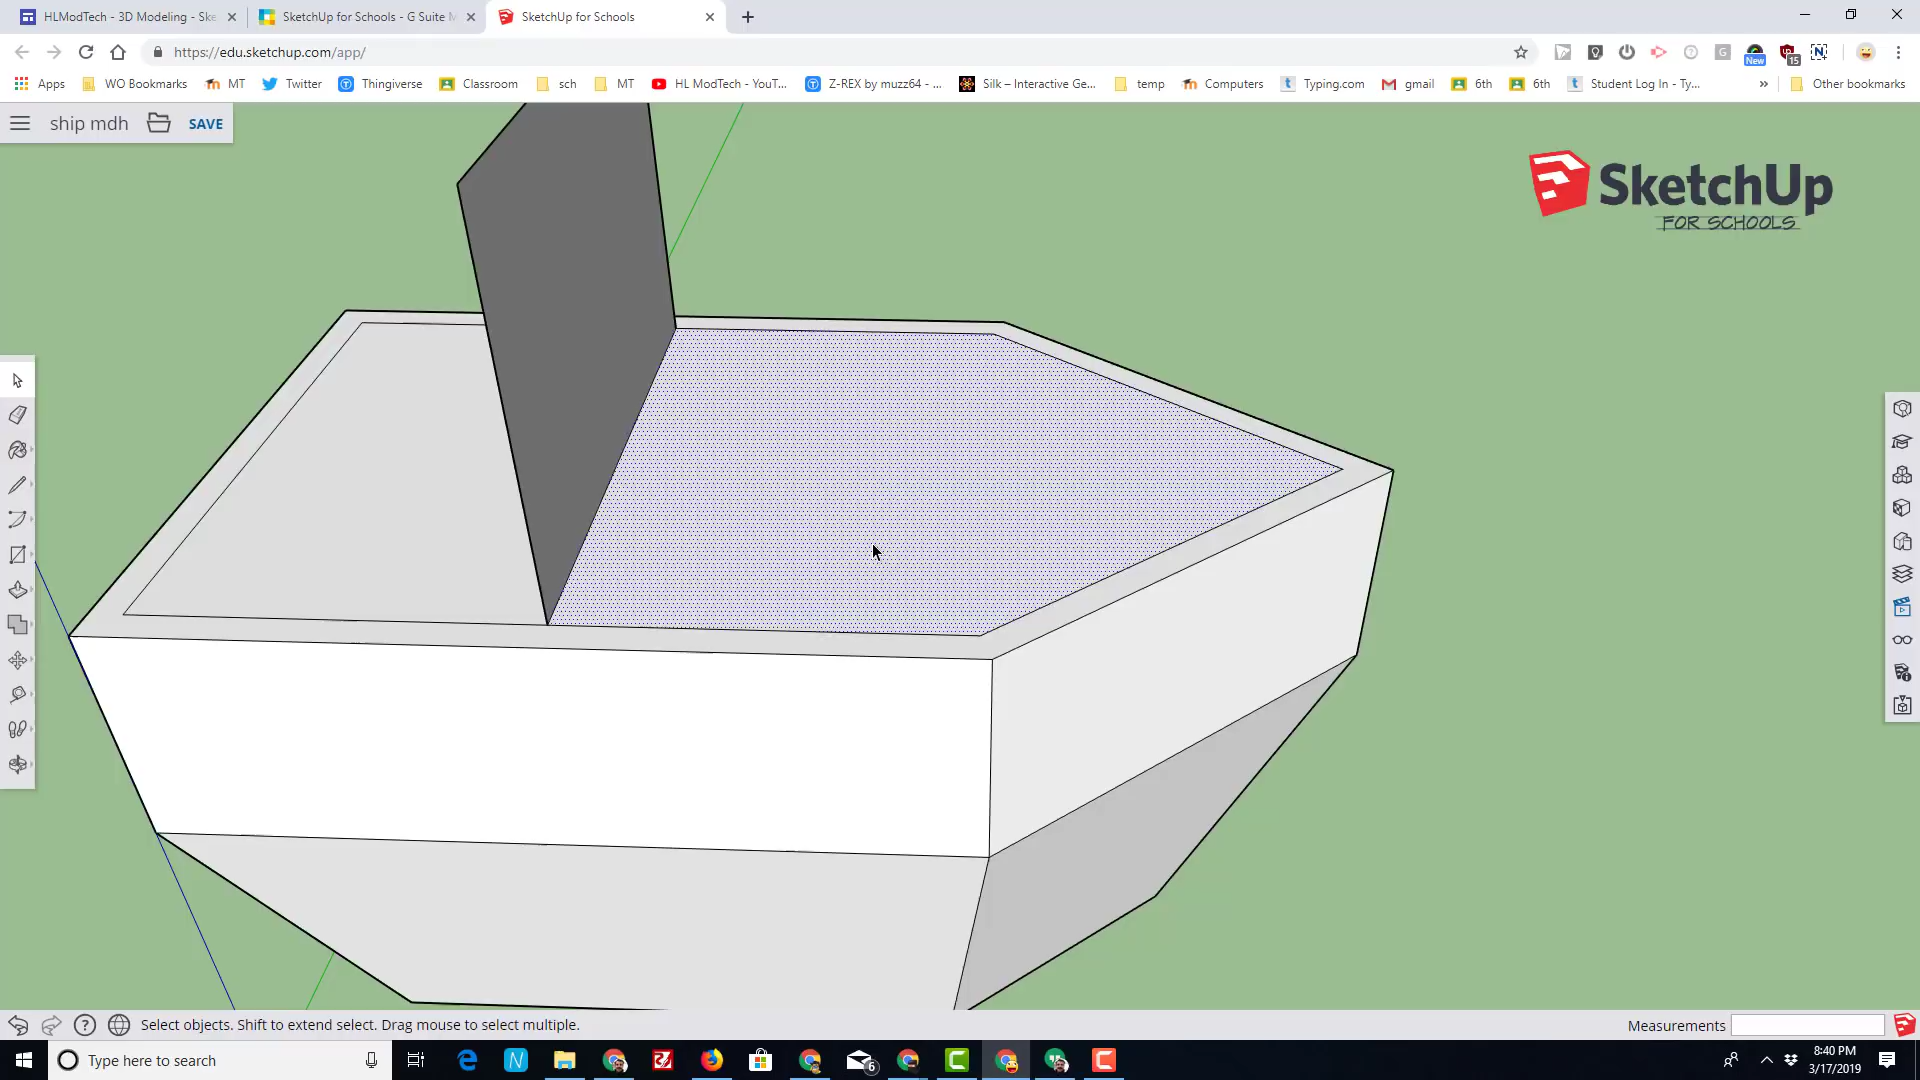 HLModTech - 3D Modeling - Ske
SketchUp for Schools - G Suite M
SketchUp for Schools
https://edu.sketchup.com/app/
New
15
Apps
WO Bookmarks
MT
Twitter
Thingiverse
Classroom
sch
MT
HL ModTech - YouT...
Z-REX by muzz64 - ...
Silk – Interactive Ge...
temp
Computers
Typing.com
gmail
6th
6th
Student Log In - Ty...
»
Other bookmarks
ship mdh
SAVE
SketchUp
FOR SCHOOLS
Select objects. Shift to extend select. Drag mouse to select multiple.
Measurements
Type here to search
6
8:40 PM
3/17/2019